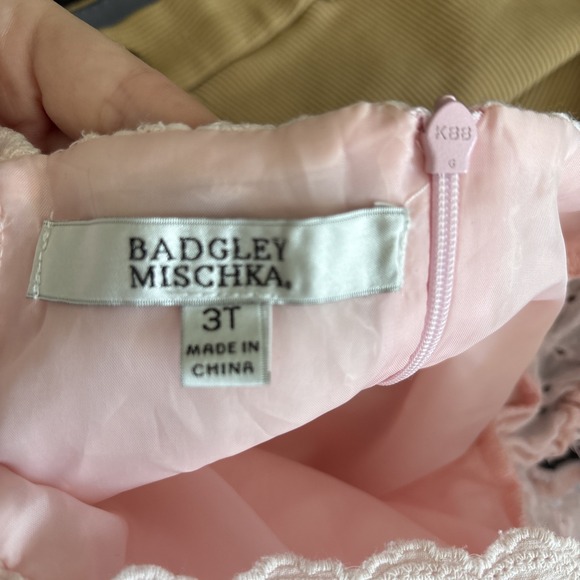 K88
G
BADGLEY
MISCHKA
3T
MADE IN
CHINA